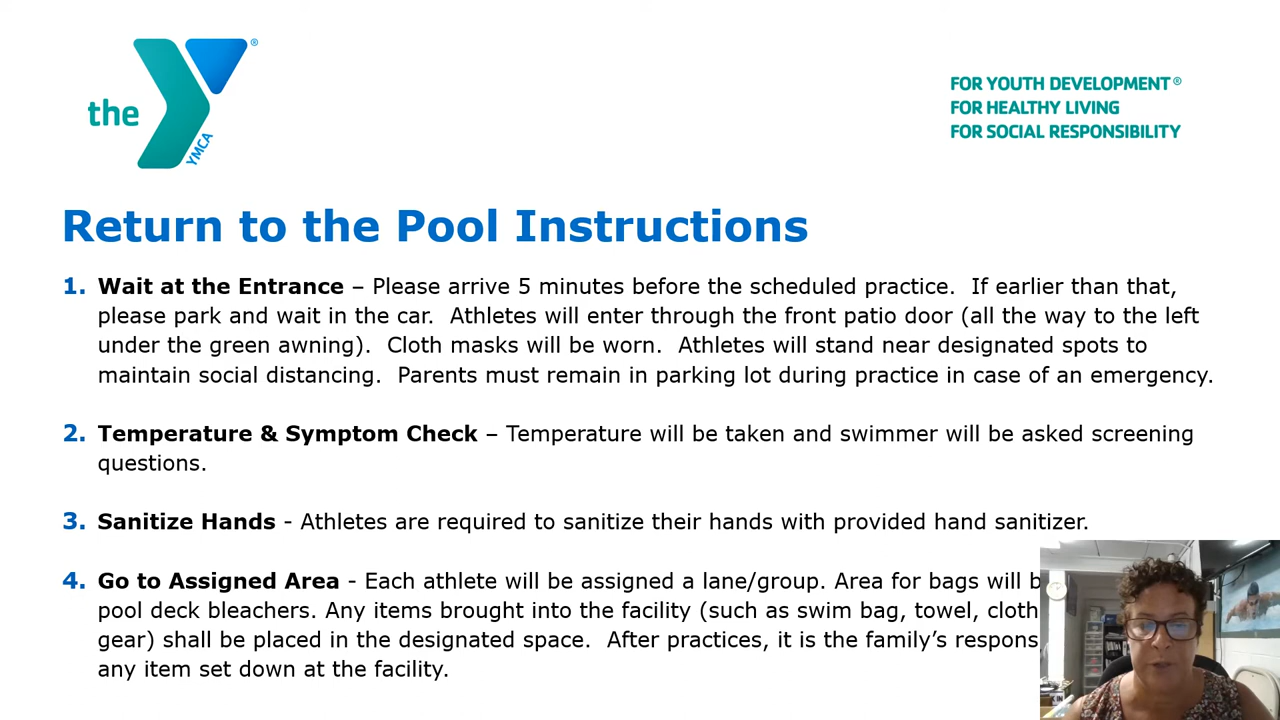 the
YMCA
®
FOR YOUTH DEVELOPMENT®
FOR HEALTHY LIVING
FOR SOCIAL RESPONSIBILITY
Return to the Pool Instructions
1. Wait at the Entrance – Please arrive 5 minutes before the scheduled practice. If earlier than that,
please park and wait in the car. Athletes will enter through the front patio door (all the way to the left
under the green awning). Cloth masks will be worn. Athletes will stand near designated spots to
maintain social distancing. Parents must remain in parking lot during practice in case of an emergency.
2. Temperature & Symptom Check – Temperature will be taken and swimmer will be asked screening
questions.
3. Sanitize Hands - Athletes are required to sanitize their hands with provided hand sanitizer.
4. Go to Assigned Area - Each athlete will be assigned a lane/group. Area for bags will
pool deck bleachers. Any items brought into the facility (such as swim bag, towel, cloth
gear) shall be placed in the designated space. After practices, it is the family’s
any item set down at the facility.